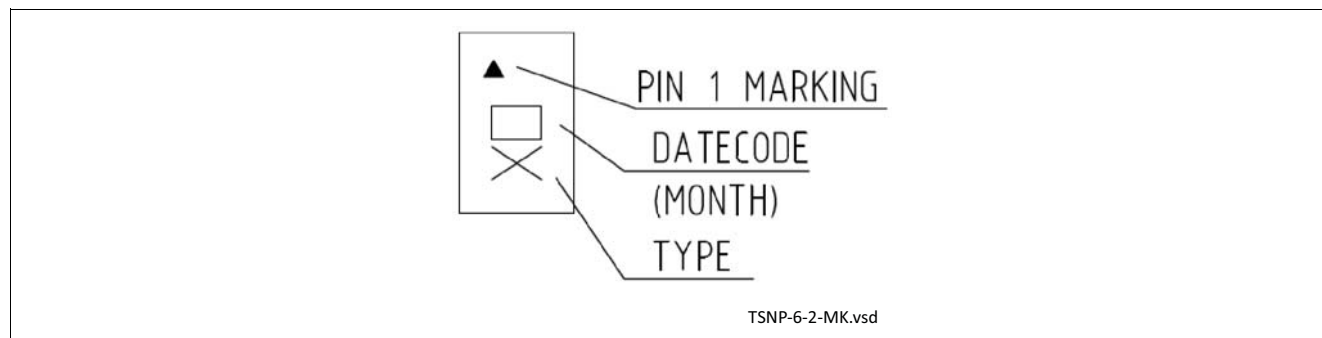 PIN 1 MARKING
DATECODE
(MONTH)
TYPE
TSNP-6-2-MK.vsd